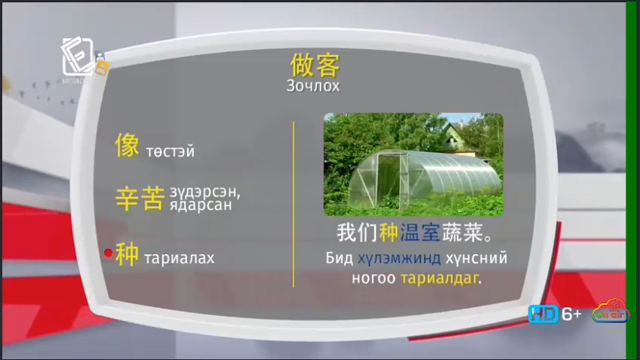 做客
Зочлох
像 төстэй
辛苦 зүдэрсэн,
ядарсан
种 тариалах
我们种温室蔬菜。
Бид хүлэмжинд хүнсний
ногоо тариалдаг.
HD 6+